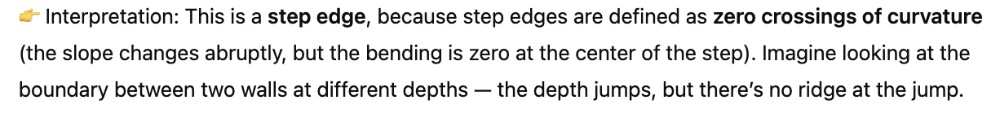 👉 Interpretation: This is a step edge, because step edges are defined as zero crossings of curvature
(the slope changes abruptly, but the bending is zero at the center of the step). Imagine looking at the
boundary between two walls at different depths — the depth jumps, but there’s no ridge at the jump.